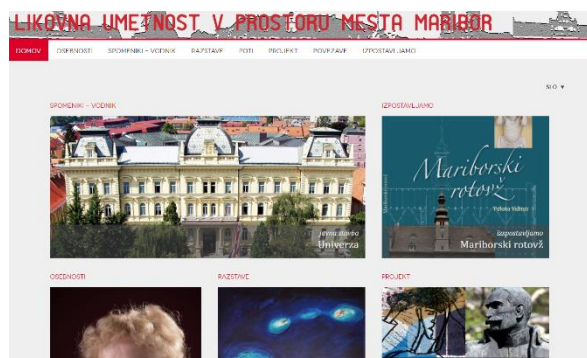 LIKOVNA UMETNOST V PROSTORU MESTA MARIBOR
DOMOV OSEBNOSTI SPOMENIKI - VODNIK RAZSTAVE POTI PROJEKT POVEZAVE IZPOSTAVLJAMO
SLO ▼
SPOMENIKI - VODNIK
javna stavba
Univerza
IZPOSTAVLJAMO
Mariborski
rotovž
izpostavljamo
Mariborski rotovž
OSEBNOSTI
RAZSTAVE
PROJEKT